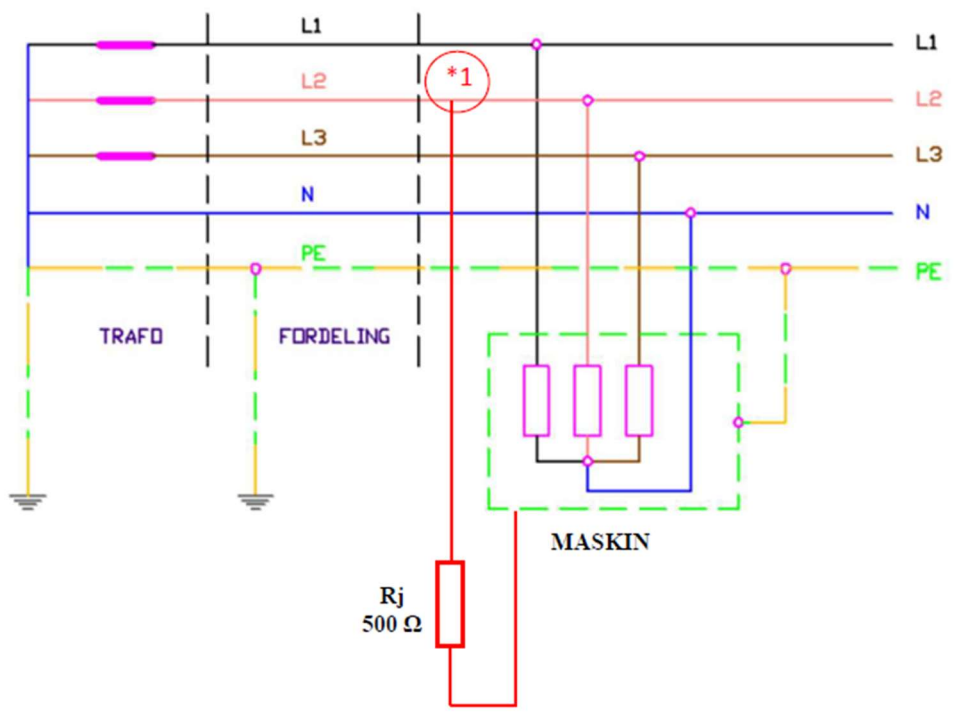 L1
L1
*1
L2
L2
L3
L3
N
N
PE
PE
TRAFO
FORDELING
MASKIN
Rj
500 Ω